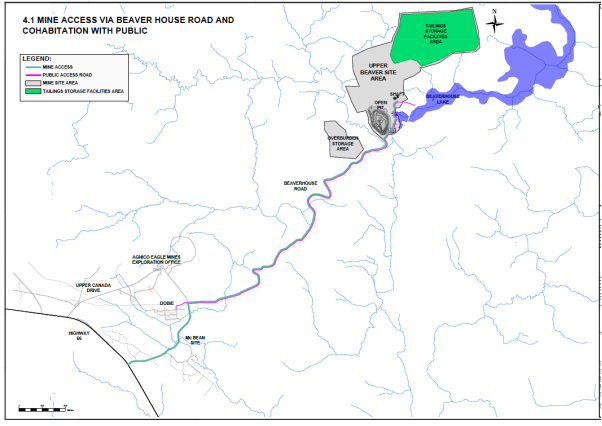 4.1 MINE ACCESS VIA BEAVER HOUSE ROAD AND
COHABITATION WITH PUBLIC
LEGEND:
MINE ACCESS
PUBLIC ACCESS ROAD
MINE SITE AREA
TAILINGS STORAGE FACILITIES AREA
N
TAILINGS
STORAGE
FACILITIES
AREA
UPPER
BEAVER SITE
AREA
SHAFT
OPEN
PIT
BEAVERHOUSE
LAKE
OVERBURDEN
STORAGE
AREA
BEAVERHOUSE
ROAD
AGNICO EAGLE MINES
EXPLORATION OFFICE
UPPER CANADA
DRIVE
DOBIE
HIGHWAY
66
Mc BEAN
SITE